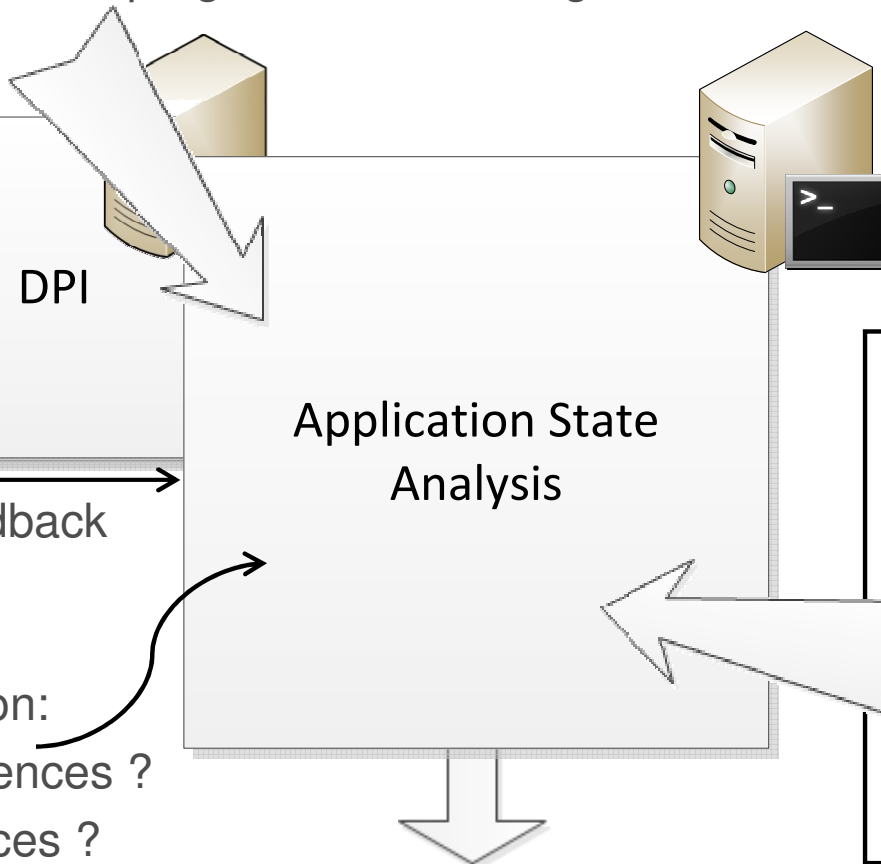 DPI
Application State
Analysis
dback
on:
ences ?
ces ?
>_